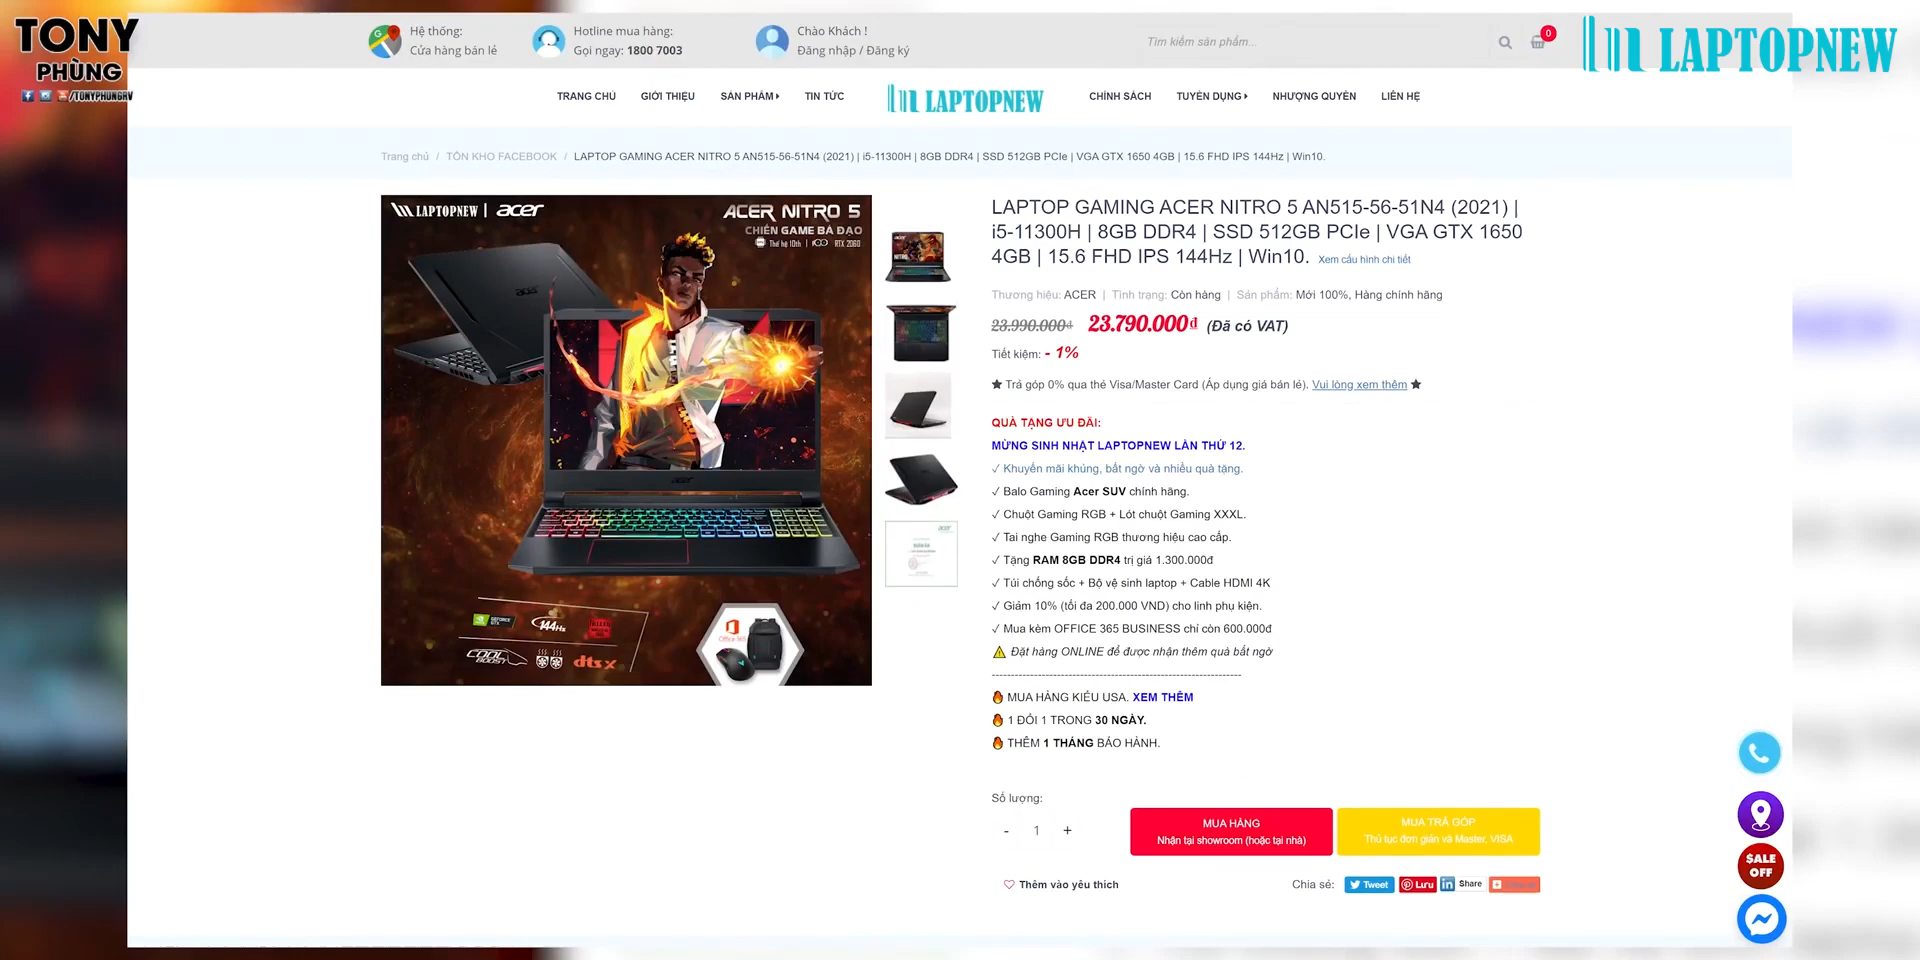 TONY
PHÙNG
/TONYPHUNGRV
Hệ thống:
Cửa hàng bán lẻ
Hotline mua hàng:
Gọi ngay: 1800 7003
Chào Khách !
Đăng nhập / Đăng ký
Tìm kiếm sản phẩm...
0
LAPTOPNEW
TRANG CHỦ
GIỚI THIỆU
SẢN PHẨM
TIN TỨC
LAPTOPNEW
CHÍNH SÁCH
TUYỂN DỤNG
NHƯỢNG QUYỀN
LIÊN HỆ
Trang chủ / TỒN KHO FACEBOOK / LAPTOP GAMING ACER NITRO 5 AN515-56-51N4 (2021) | i5-11300H | 8GB DDR4 | SSD 512GB PCIe | VGA GTX 1650 4GB | 15.6 FHD IPS 144Hz | Win10.
LAPTOPNEW | acer
ACER NITRO 5
CHIẾN GAME BÁ ĐẠO
Thế hệ 10th | RTX 2060
acer
acer
GEFORCE GTX
144Hz
COOL BOOST
dts X
Office 365
LAPTOP GAMING ACER NITRO 5 AN515-56-51N4 (2021) |
i5-11300H | 8GB DDR4 | SSD 512GB PCIe | VGA GTX 1650
4GB | 15.6 FHD IPS 144Hz | Win10. Xem cấu hình chi tiết
Thương hiệu: ACER | Tình trạng: Còn hàng | Sản phẩm: Mới 100%, Hàng chính hãng
23.990.000₫ 23.790.000₫ (Đã có VAT)
Tiết kiệm: - 1%
★ Trả góp 0% qua thẻ Visa/Master Card (Áp dụng giá bán lẻ). Vui lòng xem thêm ★
QUÀ TẶNG ƯU ĐÃI:
MỪNG SINH NHẬT LAPTOPNEW LẦN THỨ 12.
✓ Khuyến mãi khủng, bất ngờ và nhiều quà tặng.
✓ Balo Gaming Acer SUV chính hãng.
✓ Chuột Gaming RGB + Lót chuột Gaming XXXL.
✓ Tai nghe Gaming RGB thương hiệu cao cấp.
✓ Tặng RAM 8GB DDR4 trị giá 1.300.000đ
✓ Túi chống sốc + Bộ vệ sinh laptop + Cable HDMI 4K
✓ Giảm 10% (tối đa 200.000 VND) cho linh phụ kiện.
✓ Mua kèm OFFICE 365 BUSINESS chỉ còn 600.000đ
Đặt hàng ONLINE để được nhận thêm quà bất ngờ
------------------------------------------------------------------
MUA HÀNG KIỂU USA. XEM THÊM
1 ĐỔI 1 TRONG 30 NGÀY.
THÊM 1 THÁNG BẢO HÀNH.
Số lượng:
- 1 +
MUA HÀNG
Nhận tại showroom (hoặc tại nhà)
MUA TRẢ GÓP
Thủ tục đơn giản và Master, VISA
Thêm vào yêu thích
Chia sẻ: Tweet Lưu Share
SALE
OFF